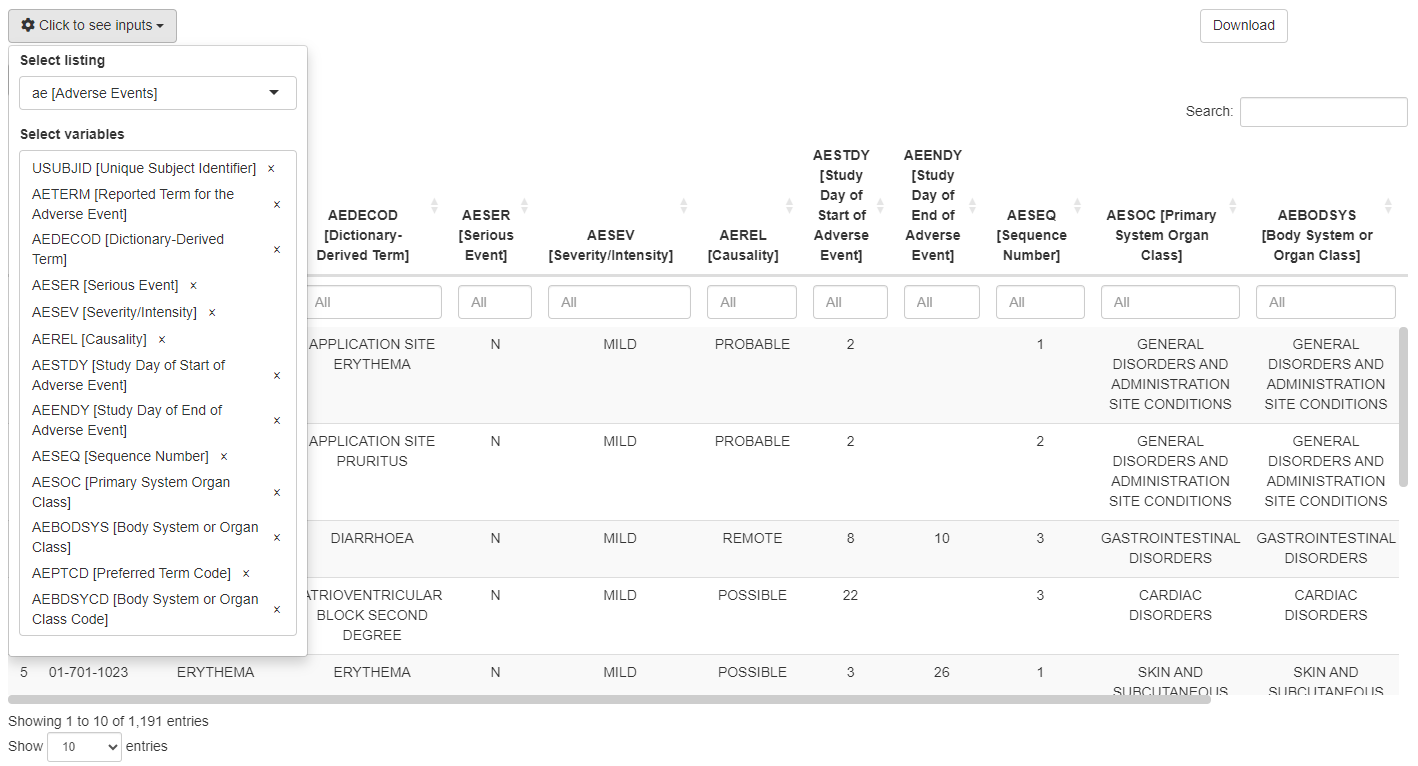 Click to see inputs
Download
Select listing
ae [Adverse Events]
Select variables
USUBJID [Unique Subject Identifier] x
AETERM [Reported Term for the
Adverse Event] x
AEDECOD [Dictionary-Derived
Term] x
AESER [Serious Event] x
AESEV [Severity/Intensity] x
AEREL [Causality] x
AESTDY [Study Day of Start of
Adverse Event] x
AEENDY [Study Day of End of
Adverse Event] x
AESEQ [Sequence Number] x
AESOC [Primary System Organ
Class] x
AEBODSYS [Body System or Organ
Class] x
AEPTCD [Preferred Term Code] x
AEBDSYCD [Body System or Organ
Class Code] x
Search:
AEDECOD
[Dictionary-
Derived Term]
AESER
[Serious
Event]
AESEV
[Severity/Intensity]
AEREL
[Causality]
AESTDY
[Study
Day of
Start of
Adverse
Event]
AEENDY
[Study
Day of
End of
Adverse
Event]
AESEQ
[Sequence
Number]
AESOC [Primary
System Organ
Class]
AEBODSYS
[Body System or
Organ Class]
All All All All All All All All All
APPLICATION SITE
ERYTHEMA
N
MILD
PROBABLE
2
1
GENERAL
DISORDERS AND
ADMINISTRATION
SITE CONDITIONS
GENERAL
DISORDERS AND
ADMINISTRATION
SITE CONDITIONS
APPLICATION SITE
PRURITUS
N
MILD
PROBABLE
2
2
GENERAL
DISORDERS AND
ADMINISTRATION
SITE CONDITIONS
GENERAL
DISORDERS AND
ADMINISTRATION
SITE CONDITIONS
DIARRHOEA
N
MILD
REMOTE
8
10
3
GASTROINTESTINAL
DISORDERS
GASTROINTESTINAL
DISORDERS
ATRIOVENTRICULAR
BLOCK SECOND
DEGREE
N
MILD
POSSIBLE
22
3
CARDIAC
DISORDERS
CARDIAC
DISORDERS
5
01-701-1023
ERYTHEMA
ERYTHEMA
N
MILD
POSSIBLE
3
26
1
SKIN AND
SUBCUTANEOUS
SKIN AND
SUBCUTANEOUS
Showing 1 to 10 of 1,191 entries
Show 10 entries